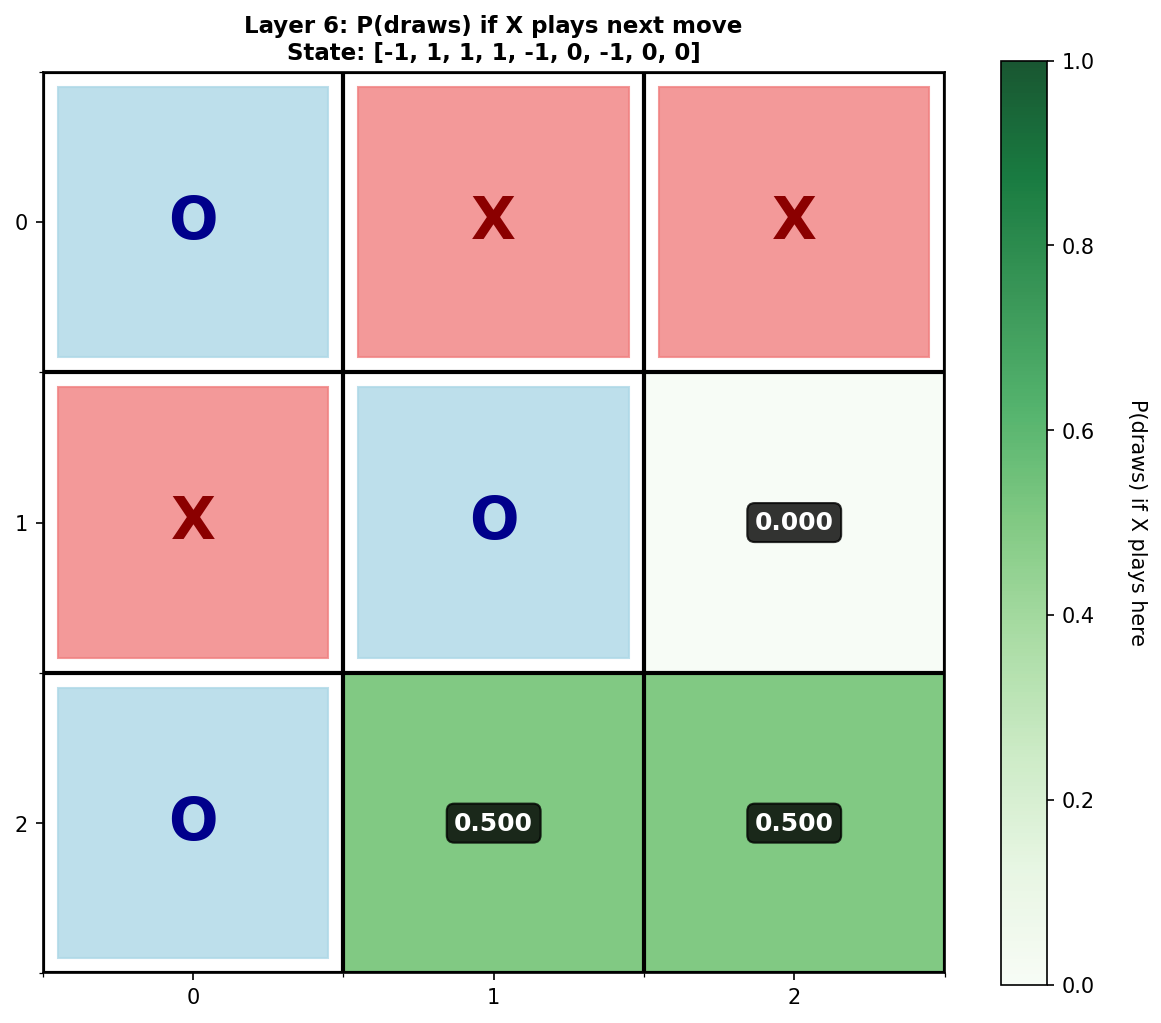 Layer 6: P(draws) if X plays next move
State: [-1, 1, 1, 1, -1, 0, -1, 0, 0]
0
O
X
X
1
X
O
0.000
2
O
0.500
0.500
0
1
2
1.0
0.8
0.6
0.4
0.2
0.0
P(draws) if X plays here